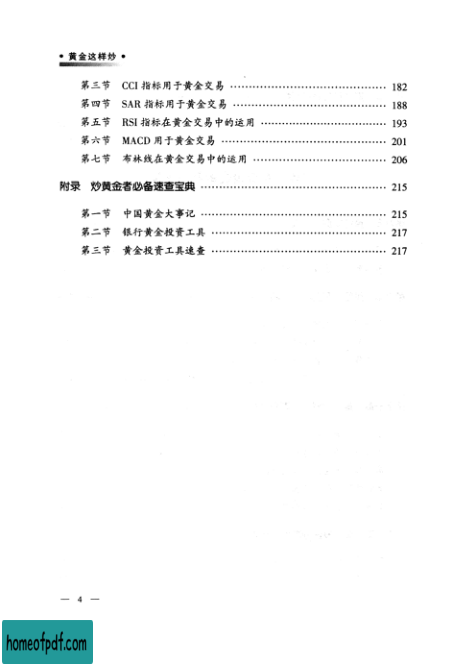 • 黄金这样炒 •
第三节 CCI 指标用于黄金交易 …………………………………… 182
第四节 SAR 指标用于黄金交易 …………………………………… 188
第五节 RSI 指标在黄金交易中的运用 ……………………………… 193
第六节 MACD 用于黄金交易 ……………………………………… 201
第七节 布林线在黄金交易中的运用 ……………………………… 206
附录 炒黄金者必备速查宝典 …………………………………………… 215
第一节 中国黄金大事记 …………………………………………… 215
第二节 银行黄金投资工具 ………………………………………… 217
第三节 黄金投资工具速查 ………………………………………… 217
— 4 —
homeofpdf.com